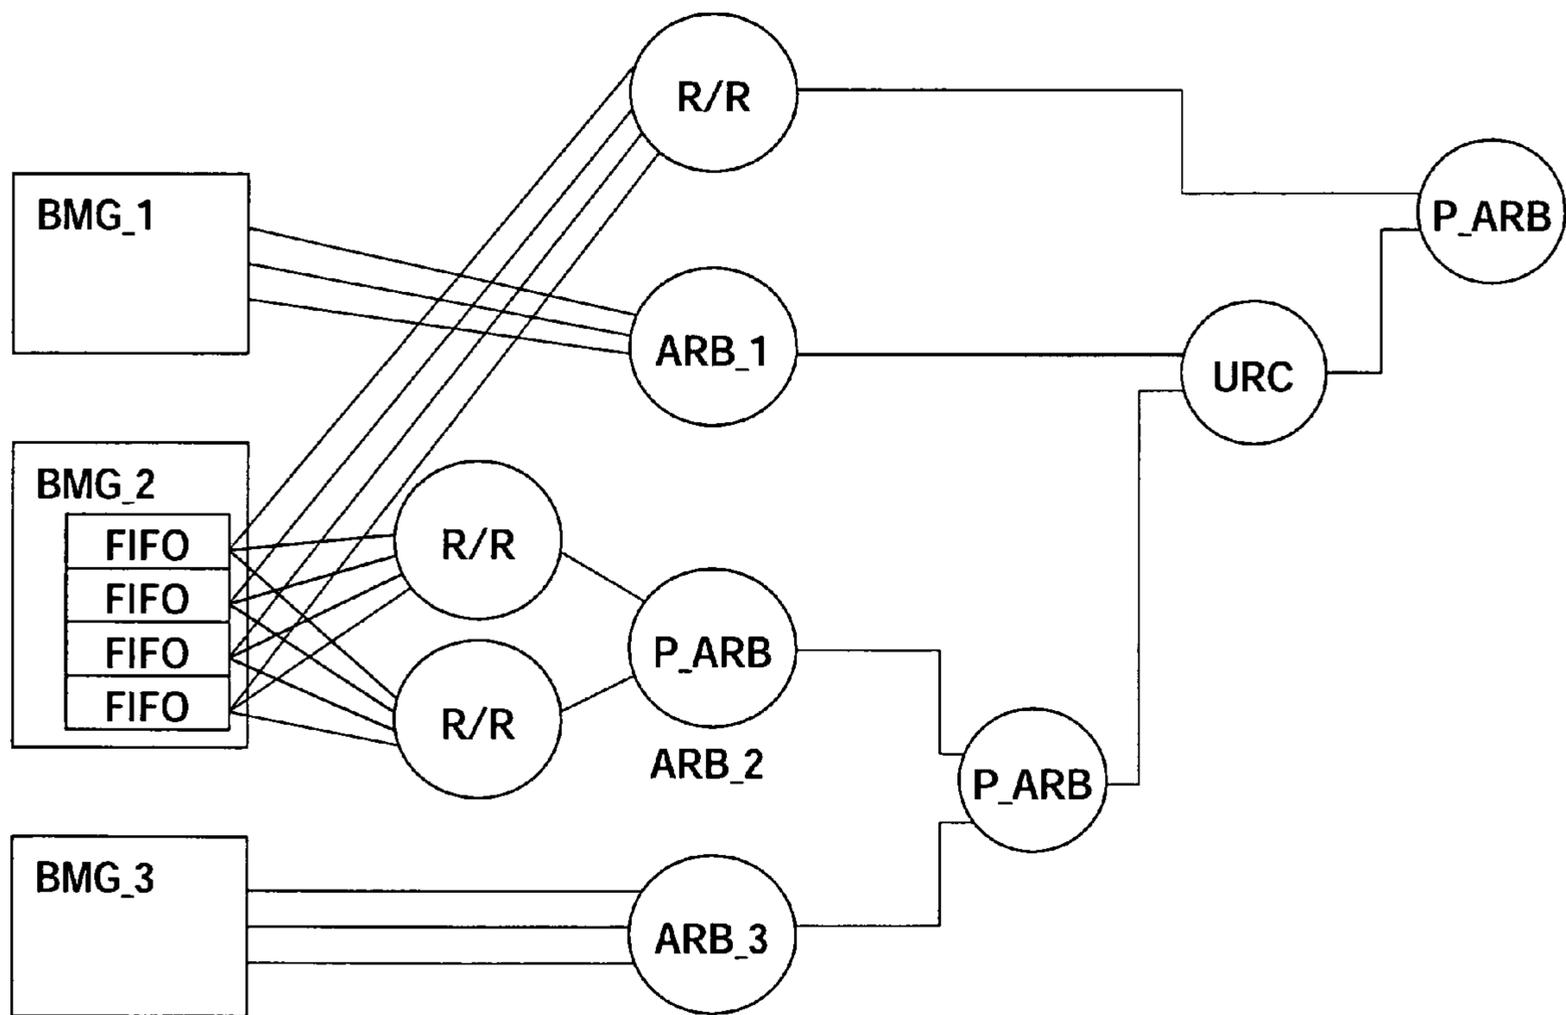 R/R
BMG_1
P_ARB
ARB_1
URC
BMG_2
FIFO
R/R
FIFO
FIFO
P_ARB
FIFO
R/R
ARB_2
P_ARB
BMG_3
ARB_3